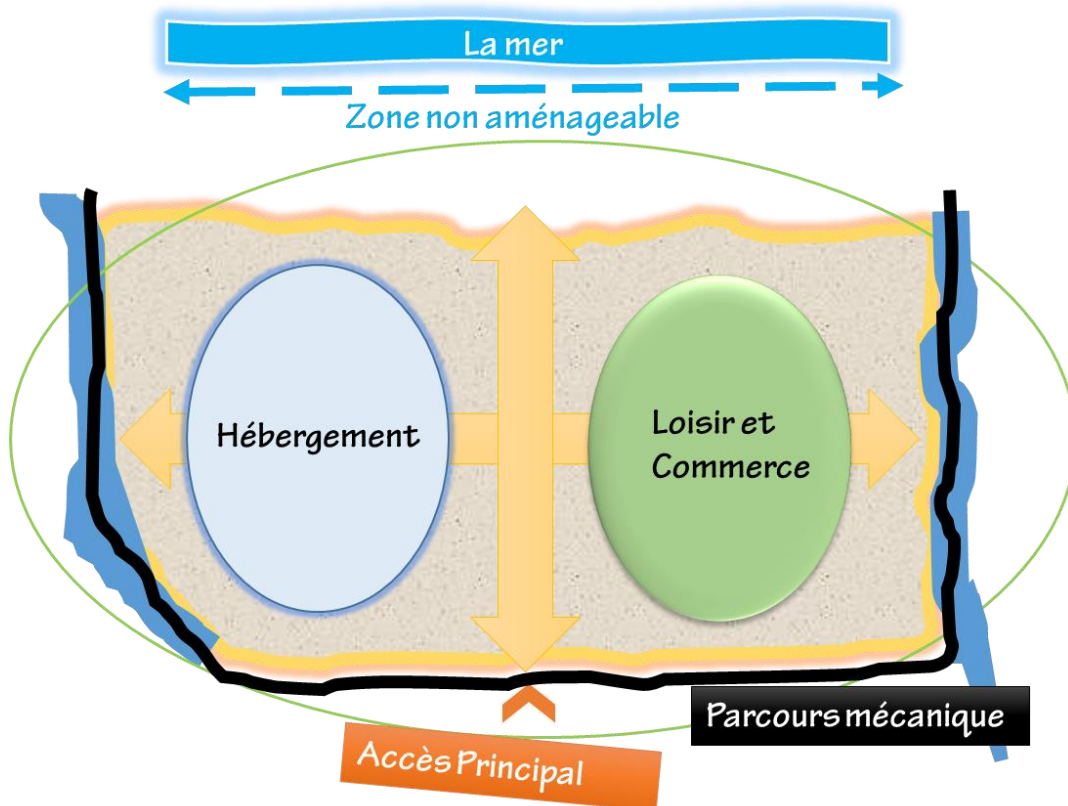 La mer
Zone non aménageable
Hébergement
Loisir et
Commerce
Parcours mécanique
Accès Principal